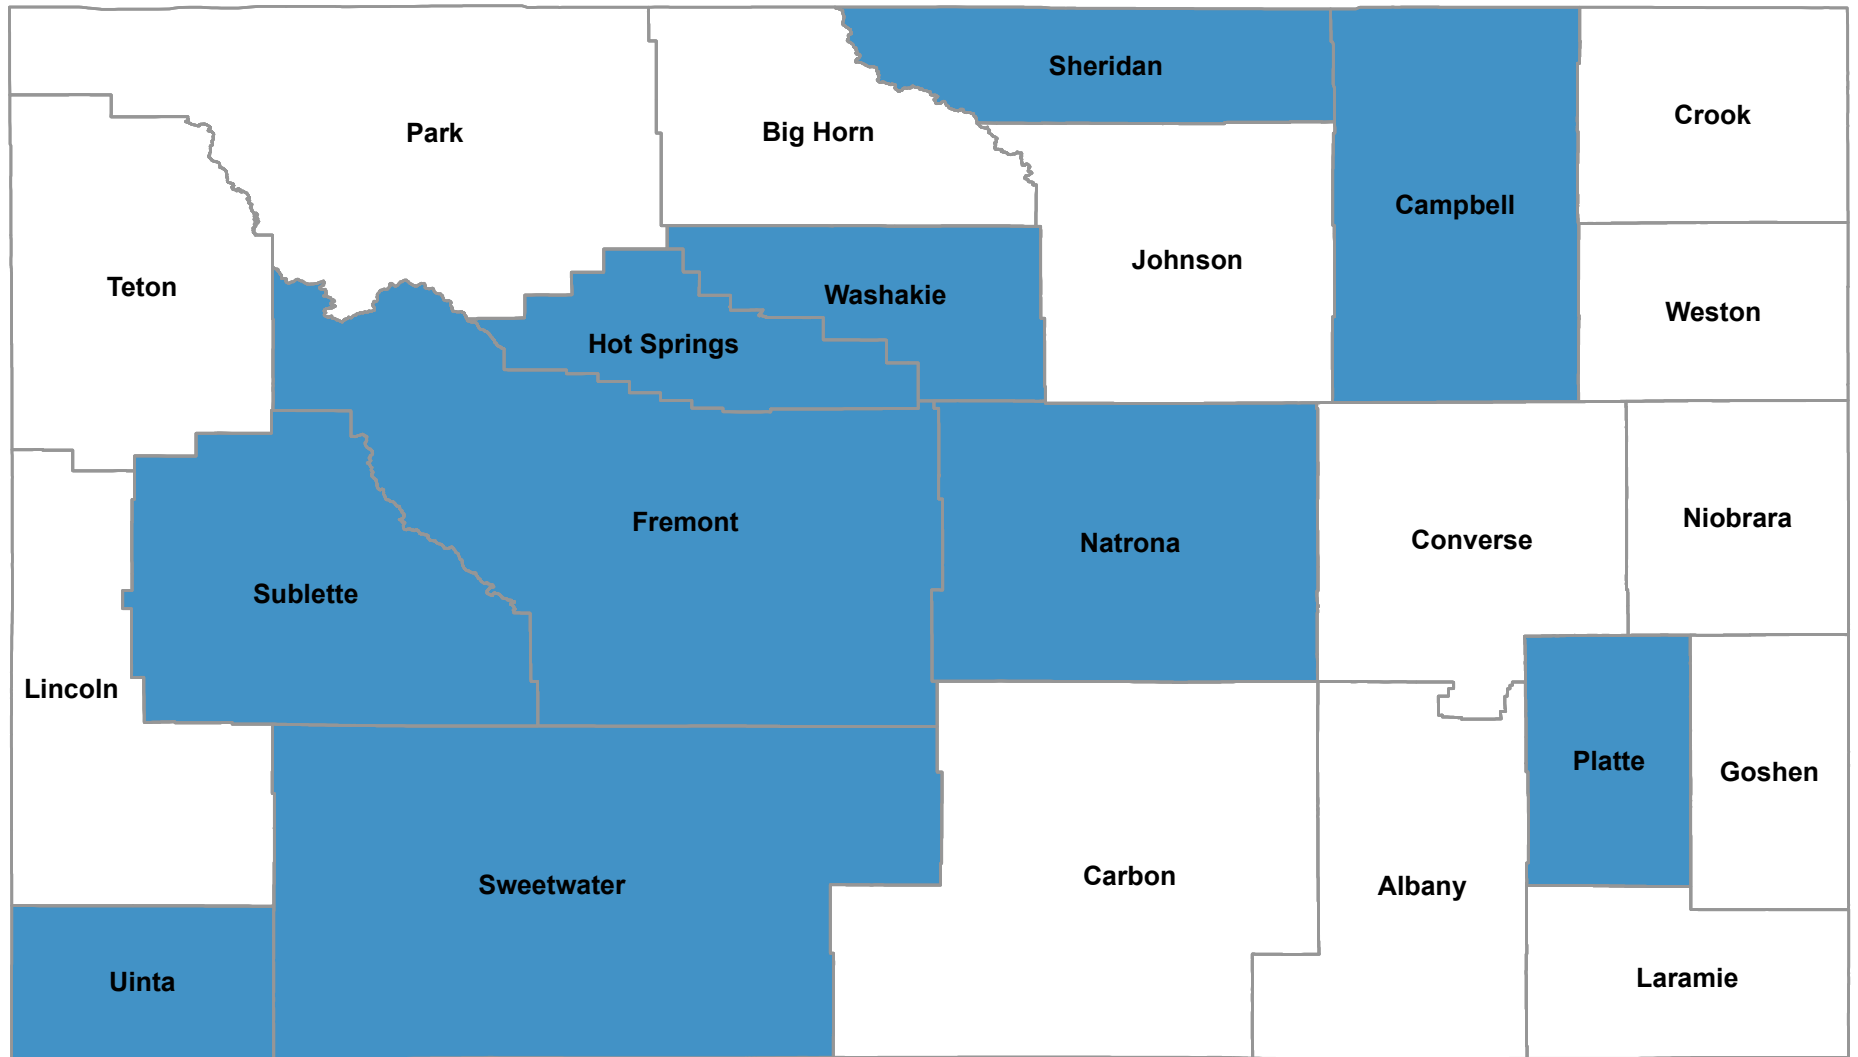 Sheridan
Crook
Park
Big Horn
Campbell
Johnson
Teton
Washakie
Weston
Hot Springs
Fremont
Natrona
Converse
Niobrara
Sublette
Lincoln
Platte
Goshen
Sweetwater
Carbon
Albany
Uinta
Laramie